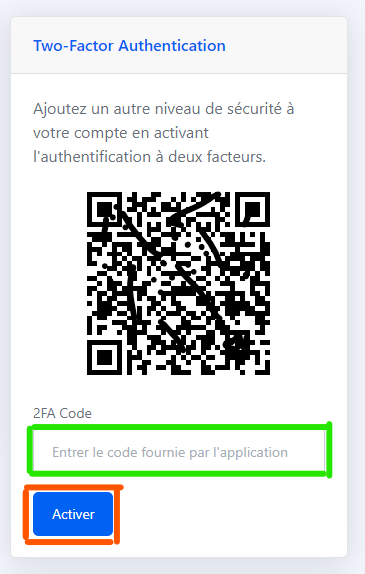 Two-Factor Authentication
Ajoutez un autre niveau de sécurité à
votre compte en activant
l'authentification à deux facteurs.
2FA Code
Entrer le code fournie par l'application
Activer